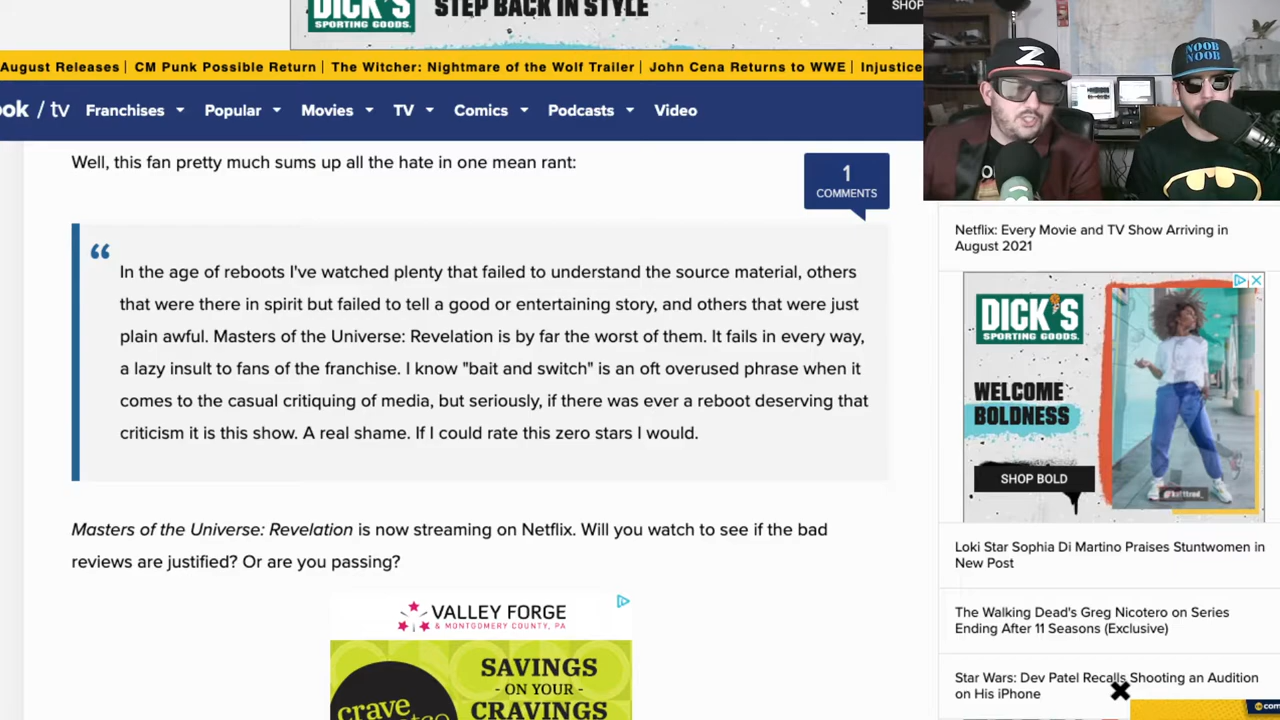 DICK'S
SPORTING GOODS.
STEP BACK IN STYLE
SHOP
August Releases | CM Punk Possible Return | The Witcher: Nightmare of the Wolf Trailer | John Cena Returns to WWE | Injustice
ook / tv Franchises Popular Movies TV Comics Podcasts Video
Z
NOOB
NOOB
Well, this fan pretty much sums up all the hate in one mean rant:
1
COMMENTS
“
In the age of reboots I've watched plenty that failed to understand the source material, others
that were there in spirit but failed to tell a good or entertaining story, and others that were just
plain awful. Masters of the Universe: Revelation is by far the worst of them. It fails in every way,
a lazy insult to fans of the franchise. I know "bait and switch" is an oft overused phrase when it
comes to the casual critiquing of media, but seriously, if there was ever a reboot deserving that
criticism it is this show. A real shame. If I could rate this zero stars I would.
Masters of the Universe: Revelation is now streaming on Netflix. Will you watch to see if the bad
reviews are justified? Or are you passing?
VALLEY FORGE
& MONTGOMERY COUNTY, PA
SAVINGS
- ON YOUR -
CRAVINGS
crave
Netflix: Every Movie and TV Show Arriving in
August 2021
DICK'S
SPORTING GOODS.
WELCOME
BOLDNESS
SHOP BOLD
Loki Star Sophia Di Martino Praises Stuntwomen in
New Post
The Walking Dead's Greg Nicotero on Series
Ending After 11 Seasons (Exclusive)
Star Wars: Dev Patel Recalls Shooting an Audition
on His iPhone
com